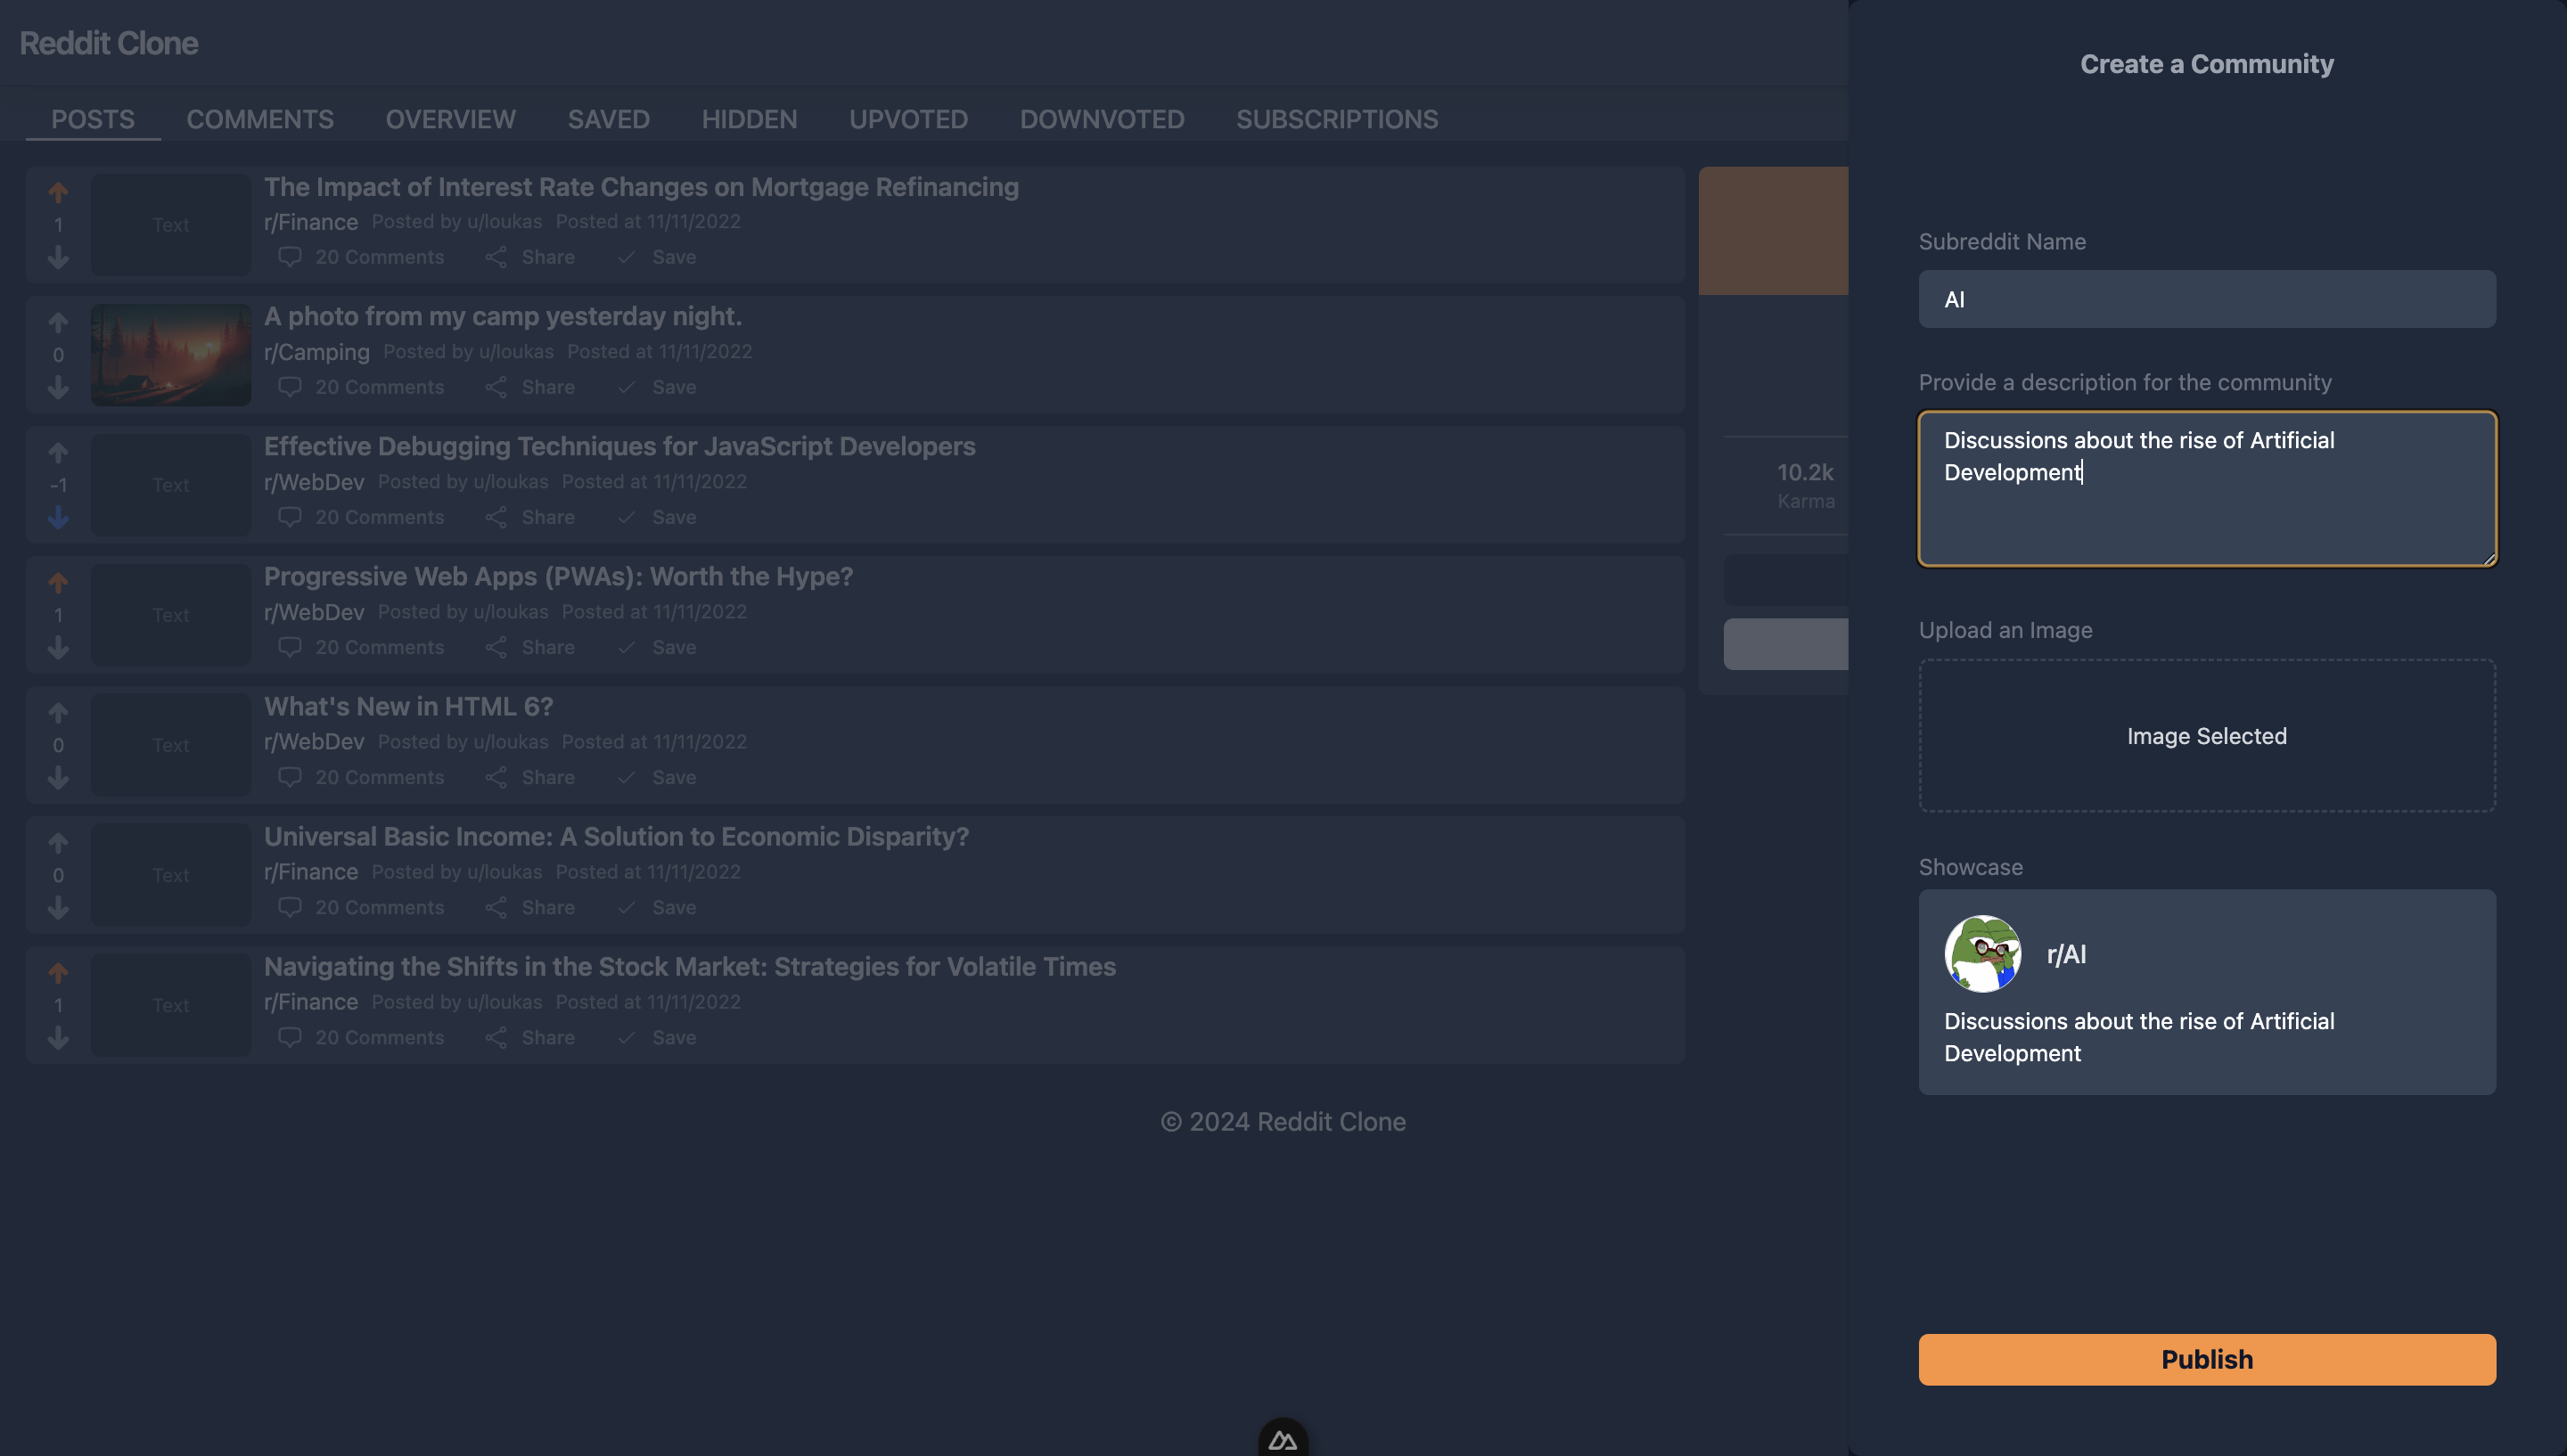 Reddit Clone
POSTS COMMENTS OVERVIEW SAVED HIDDEN UPVOTED DOWNVOTED SUBSCRIPTIONS
The Impact of Interest Rate Changes on Mortgage Refinancing
1 Text r/Finance Posted by u/loukas Posted at 11/11/2022
20 Comments Share Save
A photo from my camp yesterday night.
0 r/Camping Posted by u/loukas Posted at 11/11/2022
20 Comments Share Save
Effective Debugging Techniques for JavaScript Developers
-1 Text r/WebDev Posted by u/loukas Posted at 11/11/2022
20 Comments Share Save
Progressive Web Apps (PWAs): Worth the Hype?
1 Text r/WebDev Posted by u/loukas Posted at 11/11/2022
20 Comments Share Save
What's New in HTML 6?
0 Text r/WebDev Posted by u/loukas Posted at 11/11/2022
20 Comments Share Save
Universal Basic Income: A Solution to Economic Disparity?
0 Text r/Finance Posted by u/loukas Posted at 11/11/2022
20 Comments Share Save
Navigating the Shifts in the Stock Market: Strategies for Volatile Times
1 Text r/Finance Posted by u/loukas Posted at 11/11/2022
20 Comments Share Save
10.2k
Karma
© 2024 Reddit Clone
Create a Community
Subreddit Name
AI
Provide a description for the community
Discussions about the rise of Artificial
Development
Upload an Image
Image Selected
Showcase
r/AI
Discussions about the rise of Artificial
Development
Publish